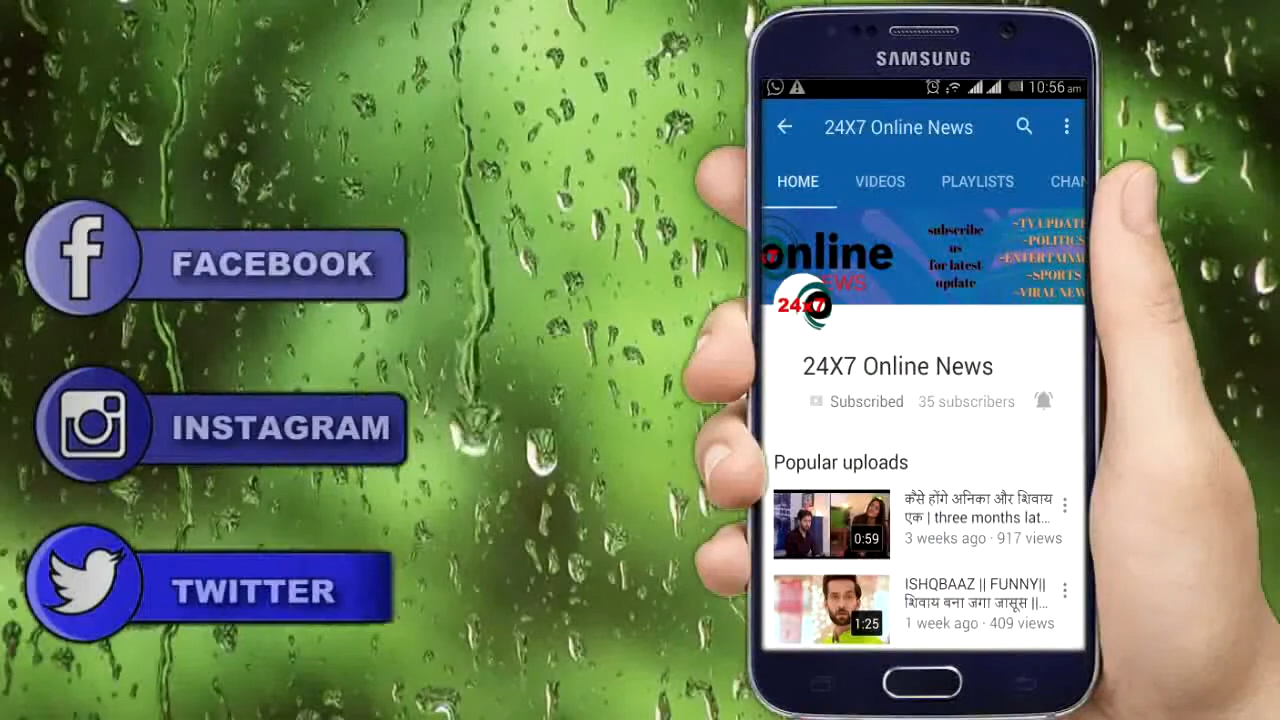 FACEBOOK
INSTAGRAM
TWITTER
SAMSUNG
10:56 am
24X7 Online News
HOME VIDEOS PLAYLISTS CHAN
online
NEWS
subscribe
us
for latest
update
~TV UPDATE
~POLITICS
~ENTERTAINM
~SPORTS
~VIRAL NEW
24x7
24X7 Online News
Subscribed 35 subscribers
Popular uploads
कैसे होंगे अनिका और शिवाय
एक | three months lat...
3 weeks ago · 917 views
0:59
ISHQBAAZ || FUNNY||
शिवाय बना जगा जासूस ||...
1 week ago · 409 views
1:25